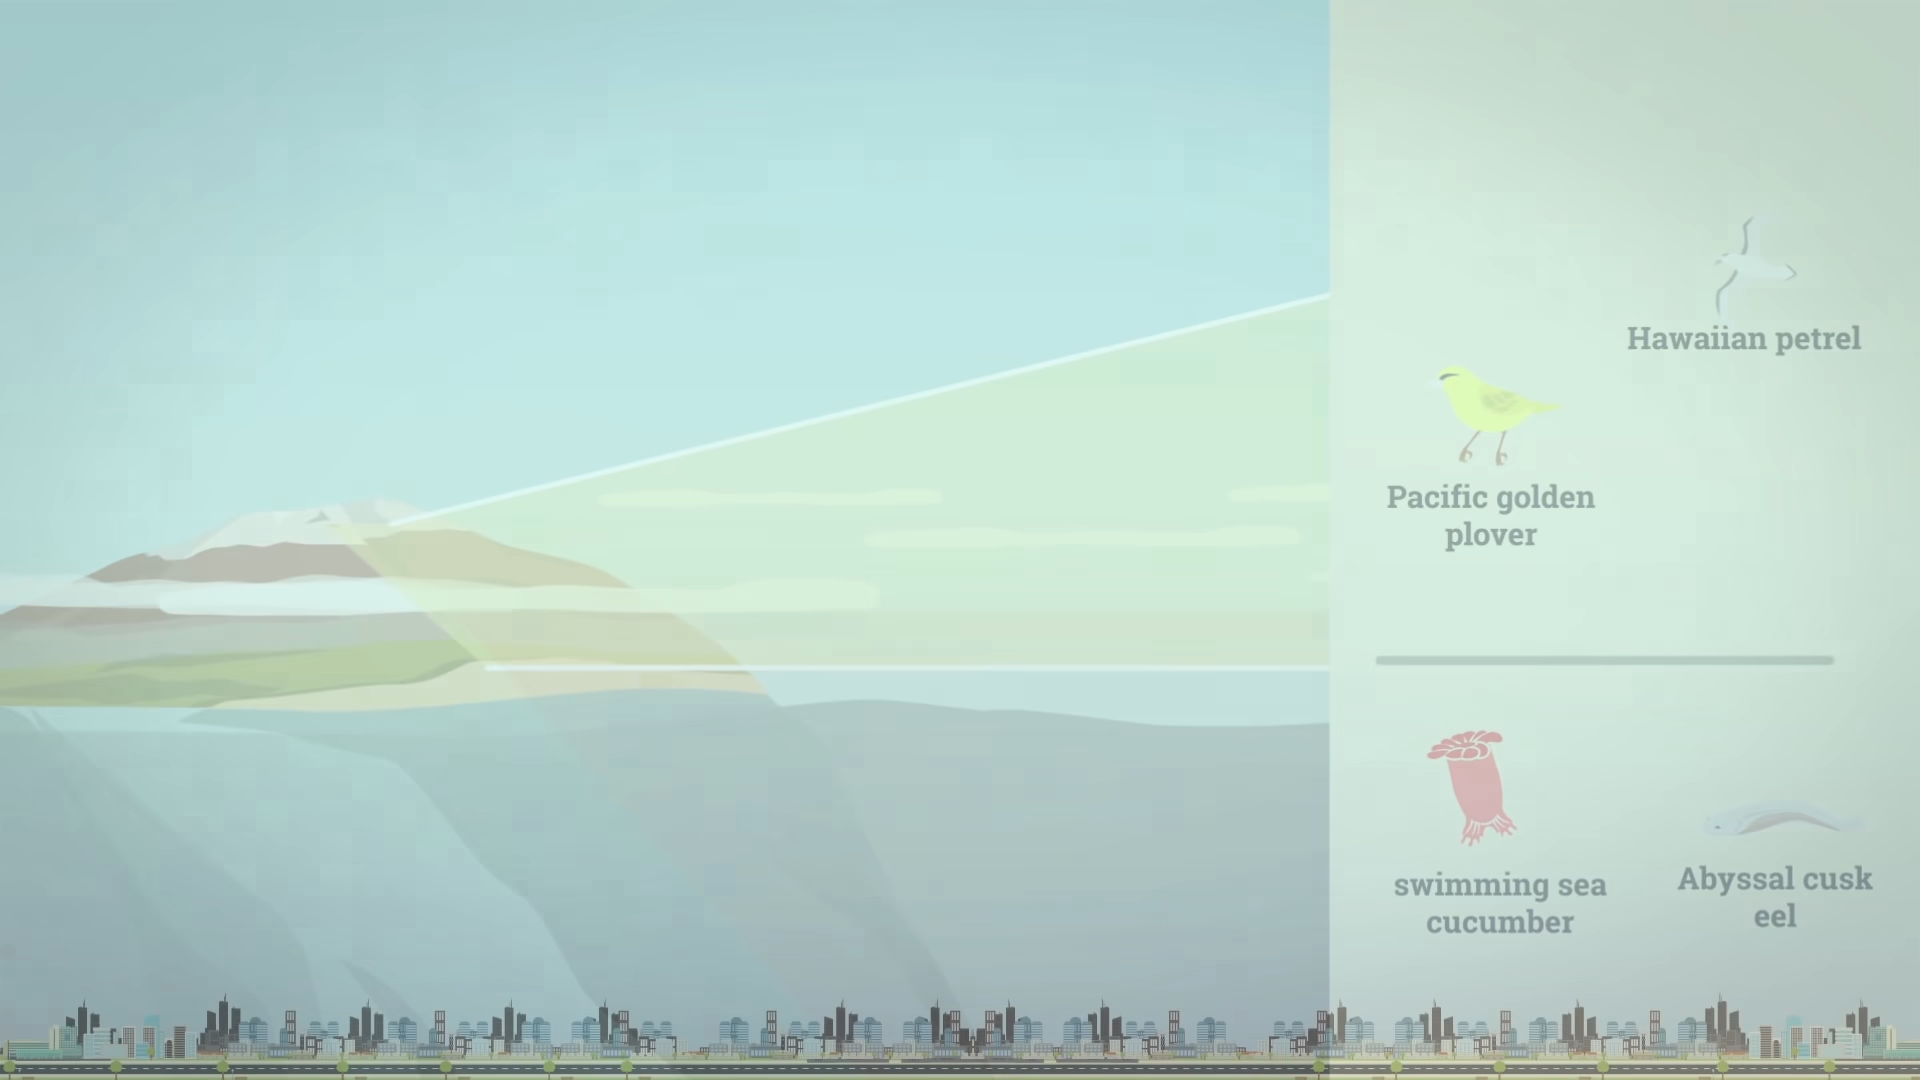 Hawaiian petrel
Pacific golden
plover
swimming sea
cucumber
Abyssal cusk
eel